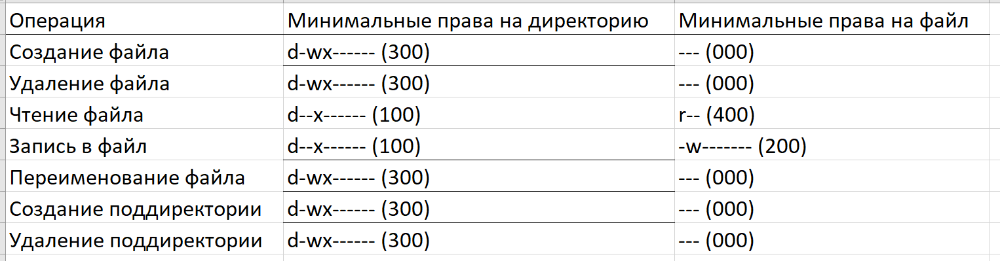 Операция Минимальные права на директорию Минимальные права на файл
Создание файла d-wx------ (300) --- (000)
Удаление файла d-wx------ (300) --- (000)
Чтение файла d--x------ (100) r-- (400)
Запись в файл d--x------ (100) -w------- (200)
Переименование файла d-wx------ (300) --- (000)
Создание поддиректории d-wx------ (300) --- (000)
Удаление поддиректории d-wx------ (300) --- (000)